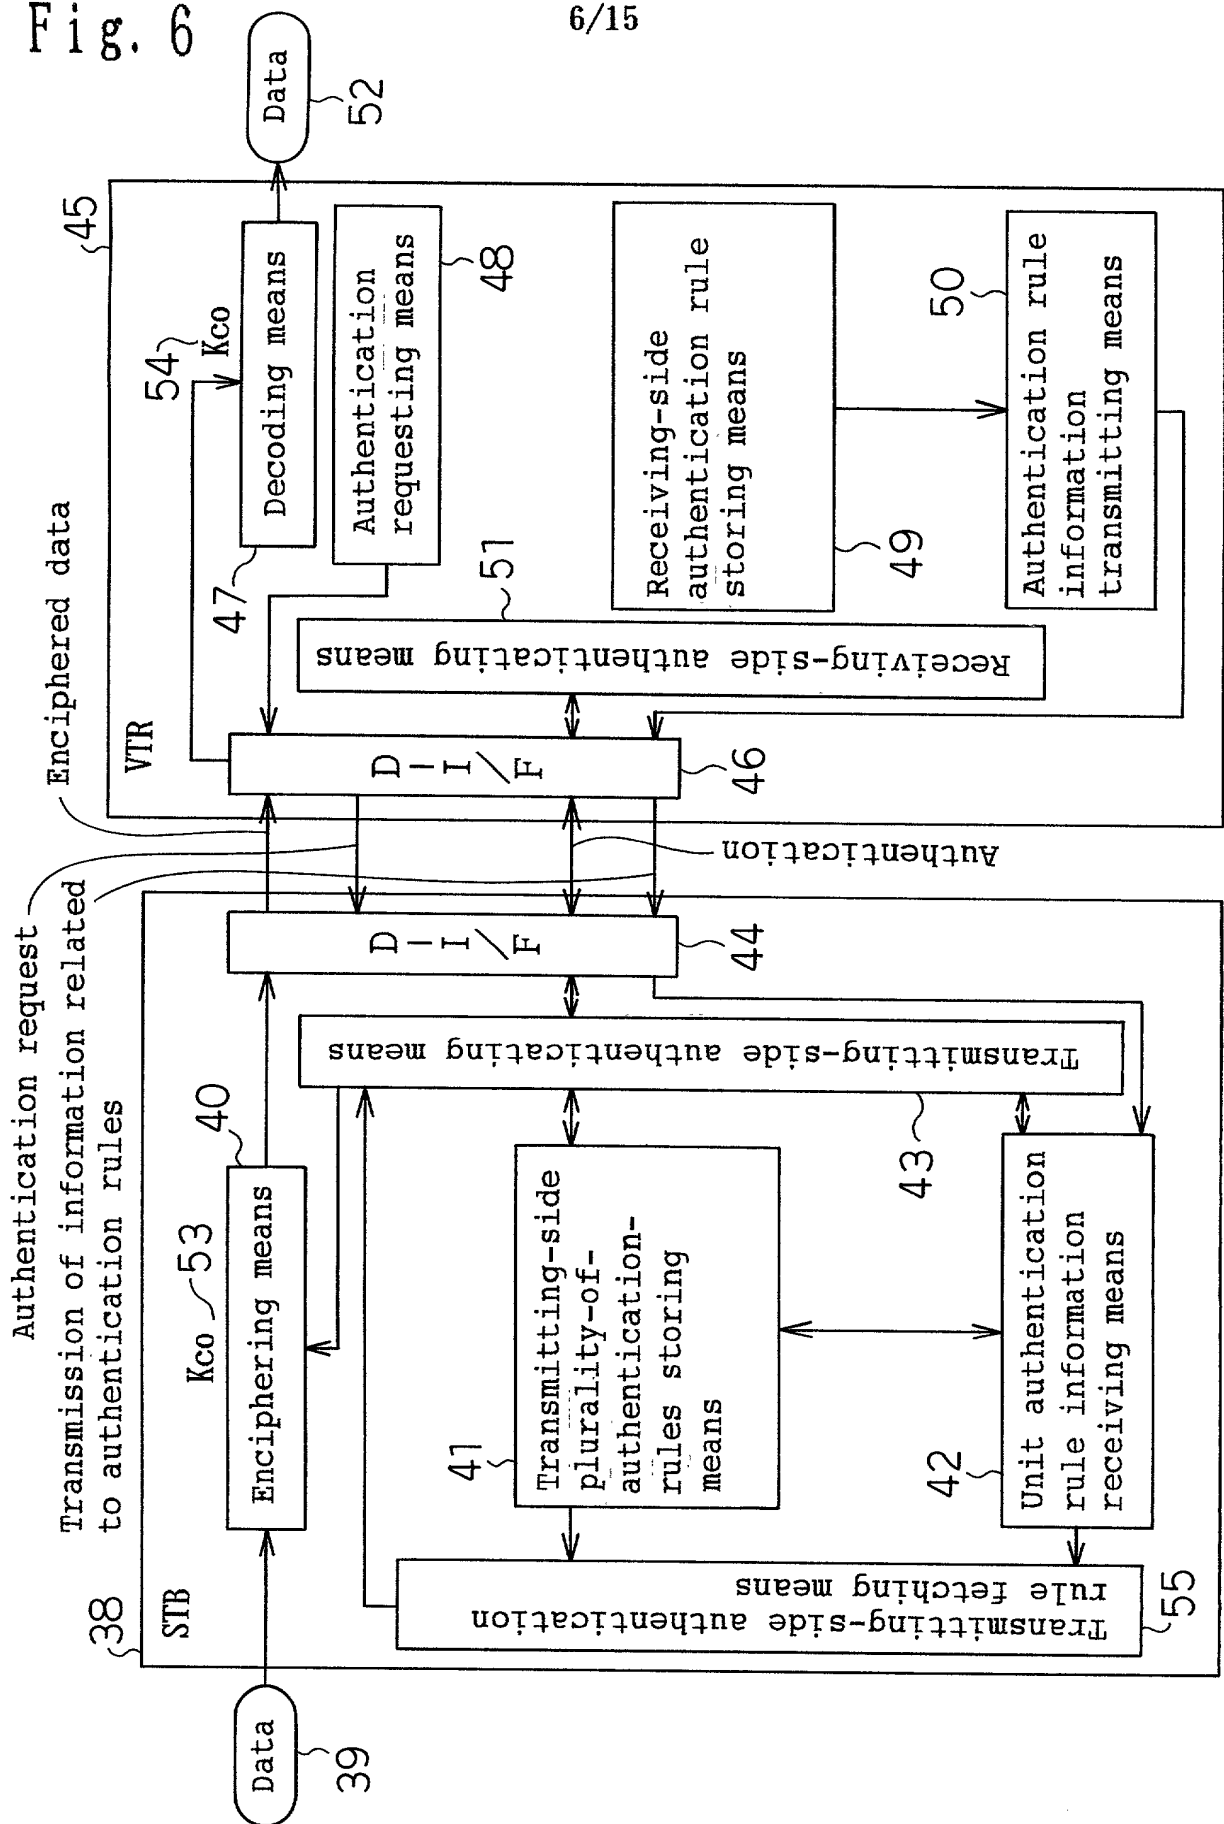 Fig. 6
6/15
Authentication request
Transmission of information related
to authentication rules
Enciphered data
38
STB
Data
39
Kco
53
40
Enciphering means
41
Transmitting-side
plurality-of-
authentication-
rules storing
means
42
Unit authentication
rule information
receiving means
Transmitting-side authentication
rule fetching means
55
Transmitting-side authenticating means
43
D
I
I/F
44
Authentication
45
VTR
D
I
I/F
46
54
Kco
47
Decoding means
Authentication
requesting means
48
51
Receiving-side authenticating means
Receiving-side
authentication rule
storing means
49
50
Authentication rule
information
transmitting means
Data
52